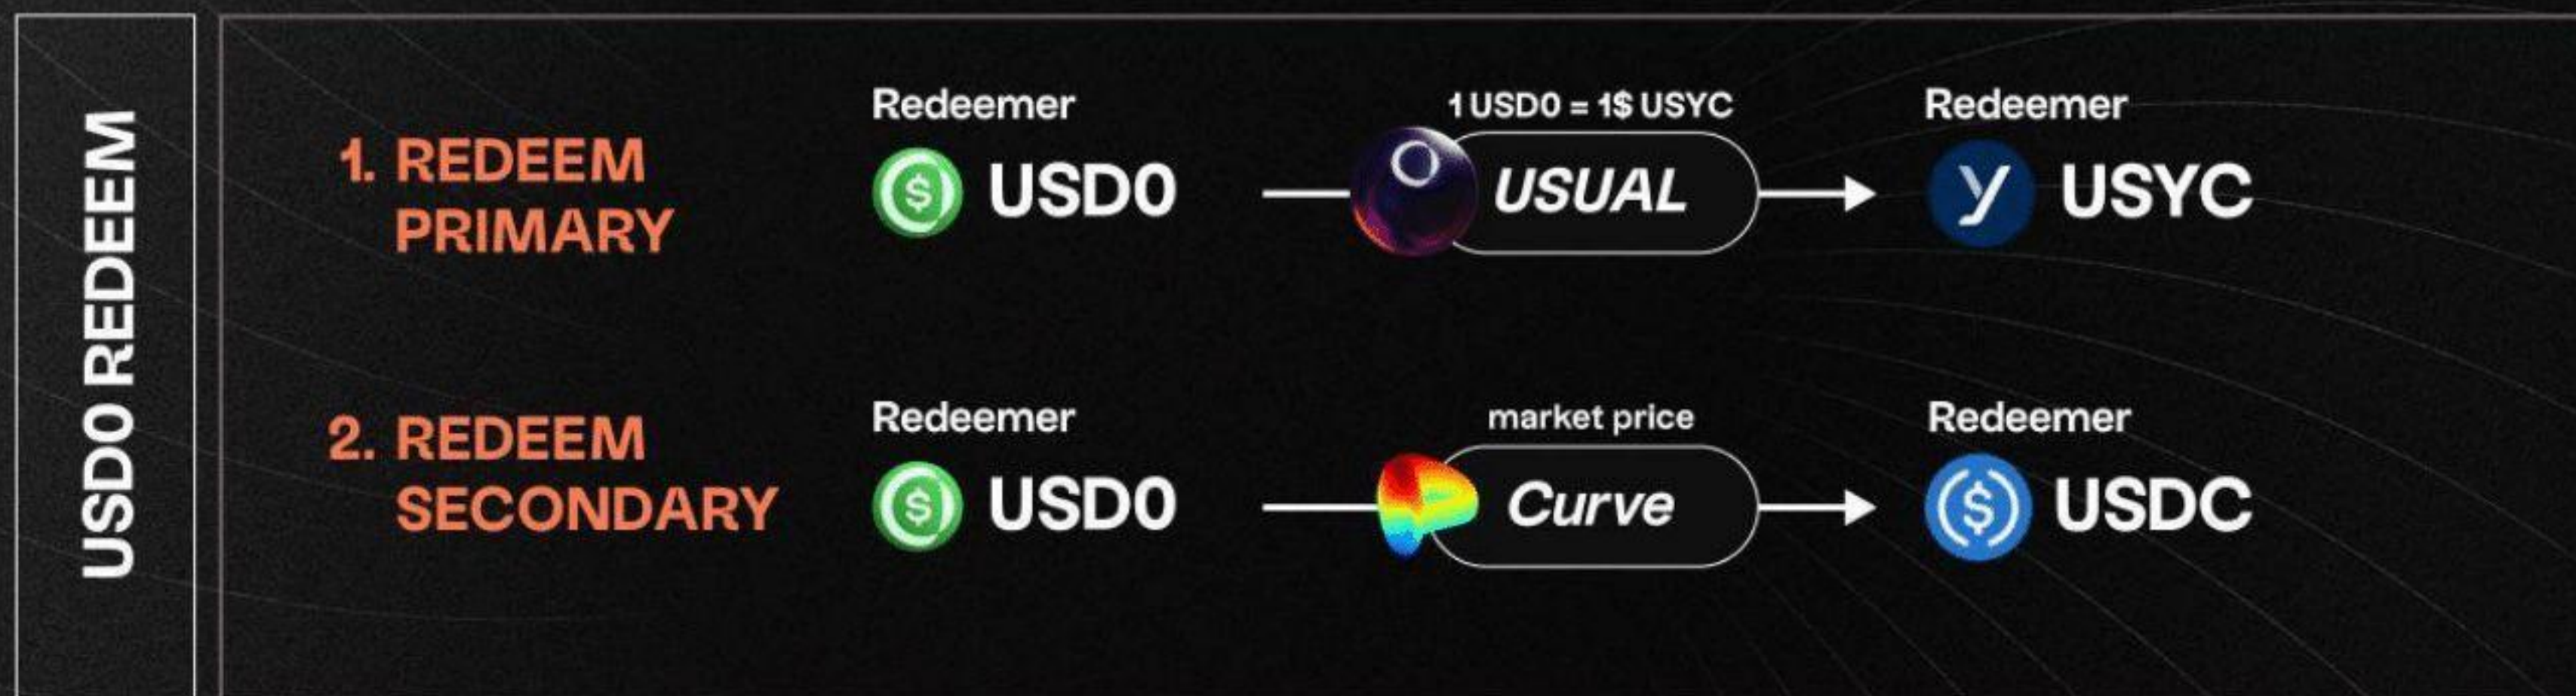 USD0 REDEEM
1. REDEEM
PRIMARY
Redeemer
USD0
1 USD0 = 1$ USYC
USUAL
Redeemer
y USYC
2. REDEEM
SECONDARY
Redeemer
USD0
market price
Curve
Redeemer
USDC